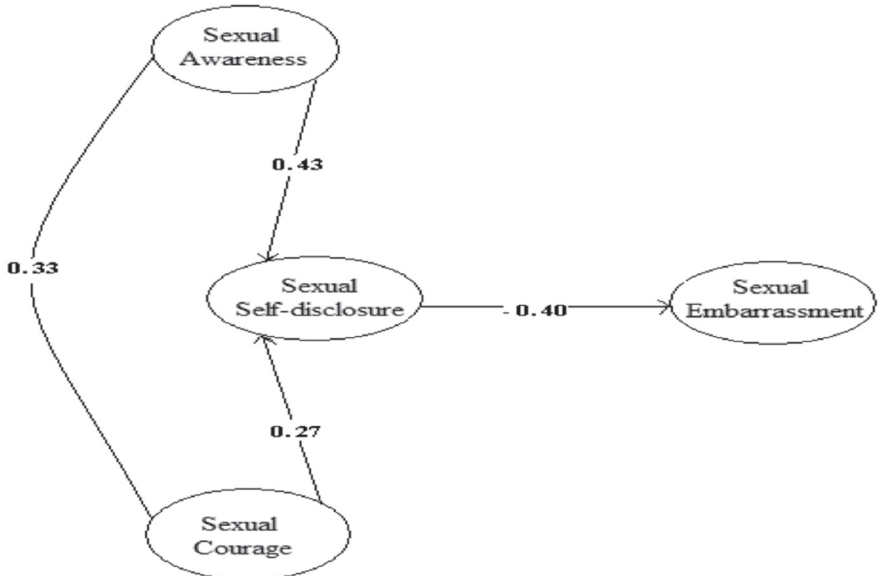 Sexual
Awareness
0.43
0.33
Sexual
Self-disclosure
-0.40
Sexual
Embarrassment
0.27
Sexual
Courage